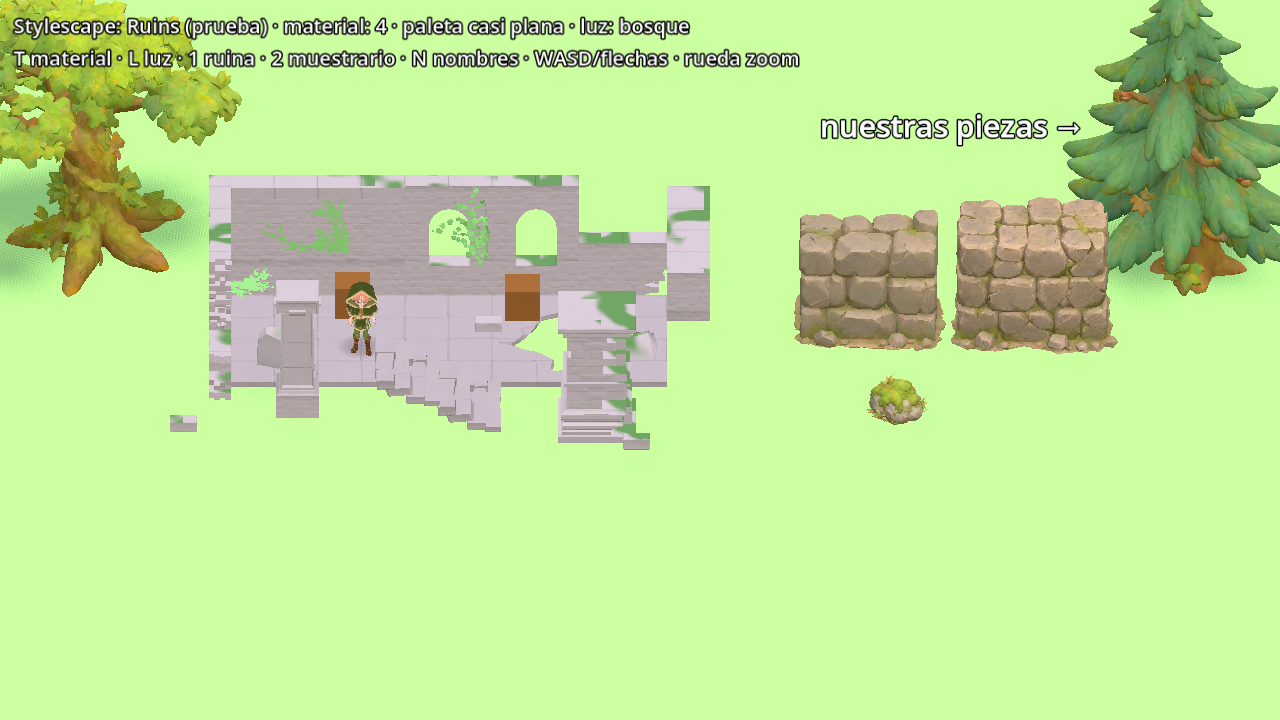 Stylescape: Ruins (prueba) · material: 4 · paleta casi plana · luz: bosque
T material · L luz · 1 ruina · 2 muestrario · N nombres · WASD/flechas · rueda zoom
nuestras piezas →